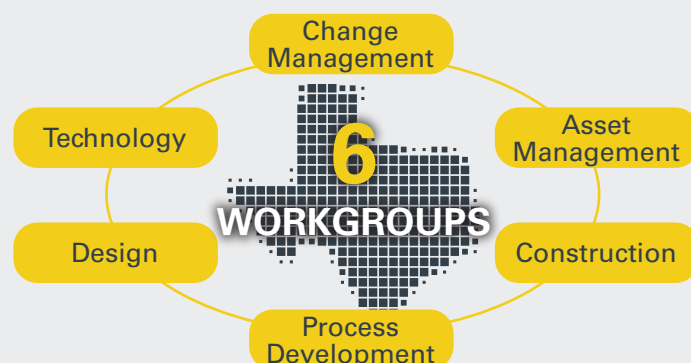 Change
Management
Technology
Asset
Management
6
WORKGROUPS
Design
Construction
Process
Development